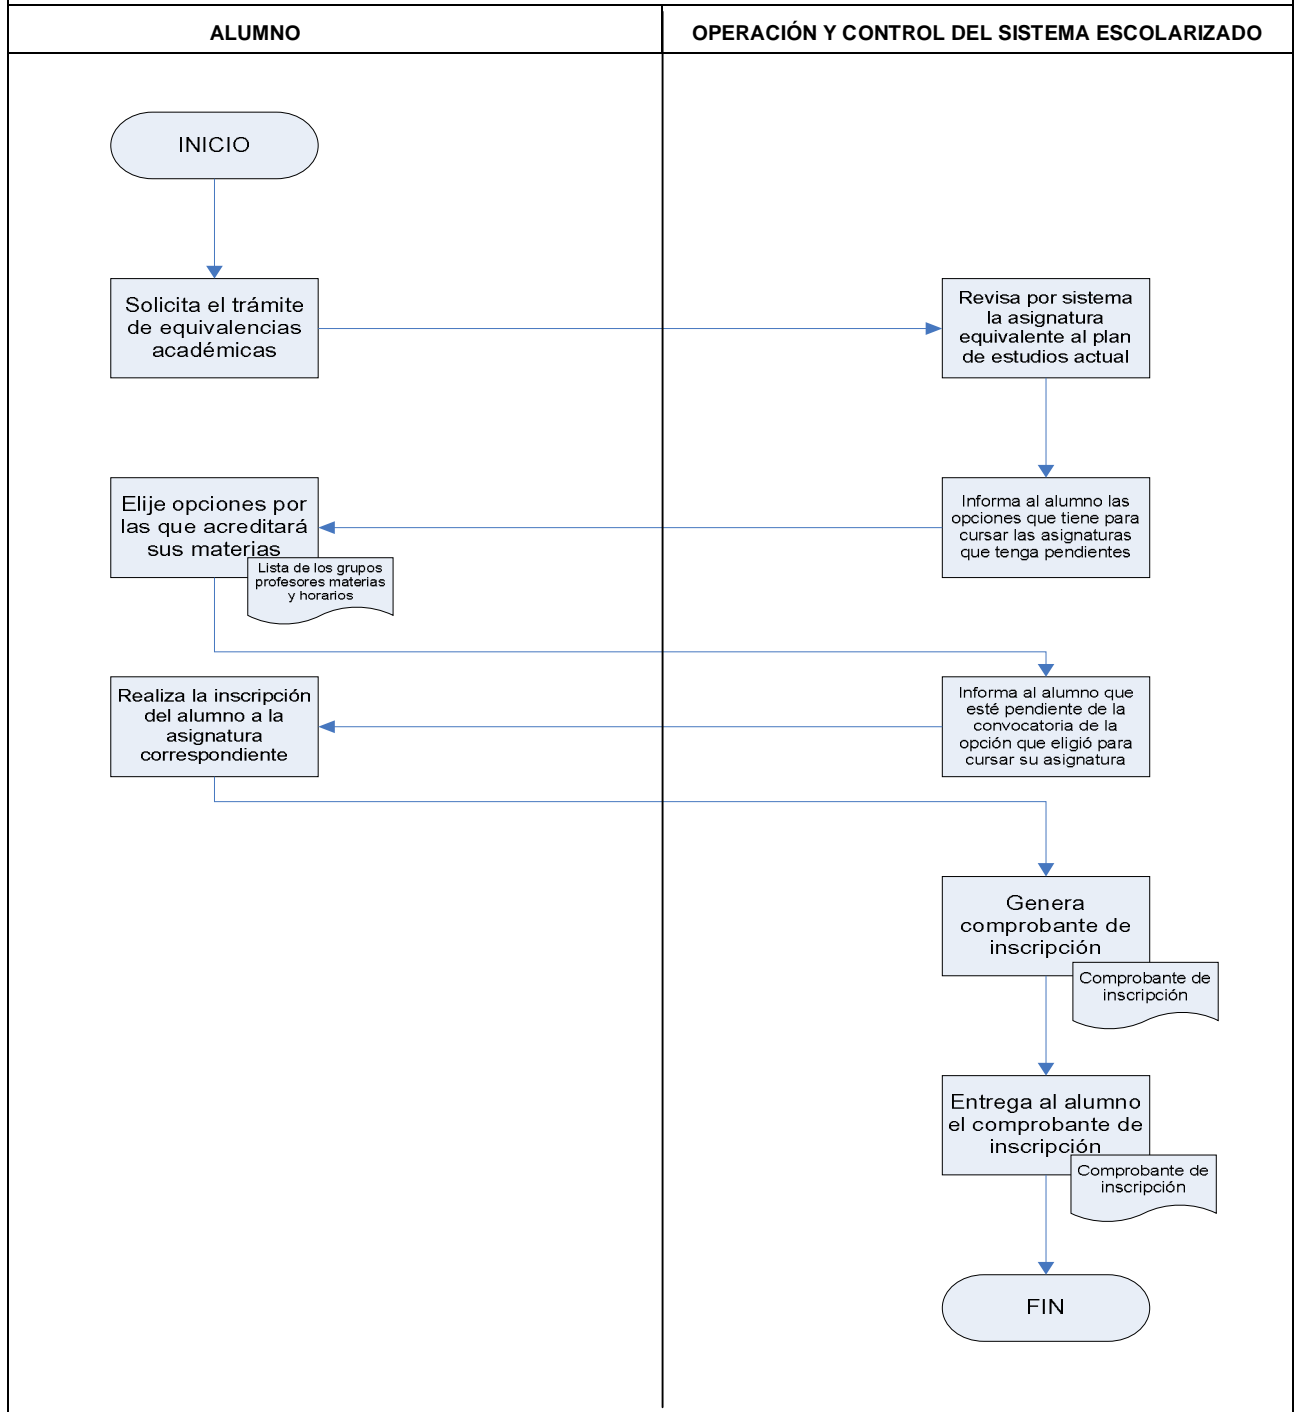 ALUMNO
OPERACIÓN Y CONTROL DEL SISTEMA ESCOLARIZADO
INICIO
Solicita el trámite
de equivalencias
académicas
Revisa por sistema
la asignatura
equivalente al plan
de estudios actual
Informa al alumno las
opciones que tiene para
cursar las asignaturas
que tenga pendientes
Elije opciones por
las que acreditará
sus materias
Lista de los grupos
profesores materias
y horarios
Informa al alumno que
esté pendiente de la
convocatoria de la
opción que eligió para
cursar su asignatura
Realiza la inscripción
del alumno a la
asignatura
correspondiente
Genera
comprobante de
inscripción
Comprobante de
inscripción
Entrega al alumno
el comprobante de
inscripción
Comprobante de
inscripción
FIN